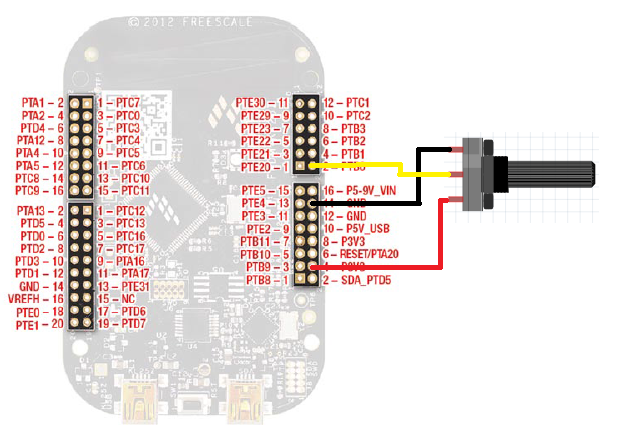 © 2012 FREESCALE
PTA1 – 2 1 – PTC7
PTA2 – 4 3 – PTC0
PTD4 – 6 5 – PTC3
PTA12 – 8 7 – PTC4
PTA4 – 10 9 – PTC5
PTA5 – 12 11 – PTC6
PTC8 – 14 13 – PTC10
PTC9 – 16 15 – PTC11
PTA13 – 2 1 – PTC12
PTD5 – 4 3 – PTC13
PTD0 – 6 5 – PTC16
PTD2 – 8 7 – PTC17
PTD3 – 10 9 – PTA16
PTD1 – 12 11 – PTA17
GND – 14 13 – PTE31
VREFH – 16 15 – NC
PTE0 – 18 17 – PTD6
PTE1 – 20 19 – PTD7
PTE30 – 11 12 – PTC1
PTE29 – 9 10 – PTC2
PTE23 – 7 8 – PTB3
PTE22 – 5 6 – PTB2
PTE21 – 3 4 – PTB1
PTE20 – 1 2 – PTB0
PTE5 – 15 16 – P5-9V_VIN
PTE4 – 13 14 – GND
PTE3 – 11 12 – GND
PTE2 – 9 10 – P5V_USB
PTB11 – 7 8 – P3V3
PTB10 – 5 6 – RESET/PTA20
PTB9 – 3 4 – P3V3
PTB8 – 1 2 – SDA_PTD5